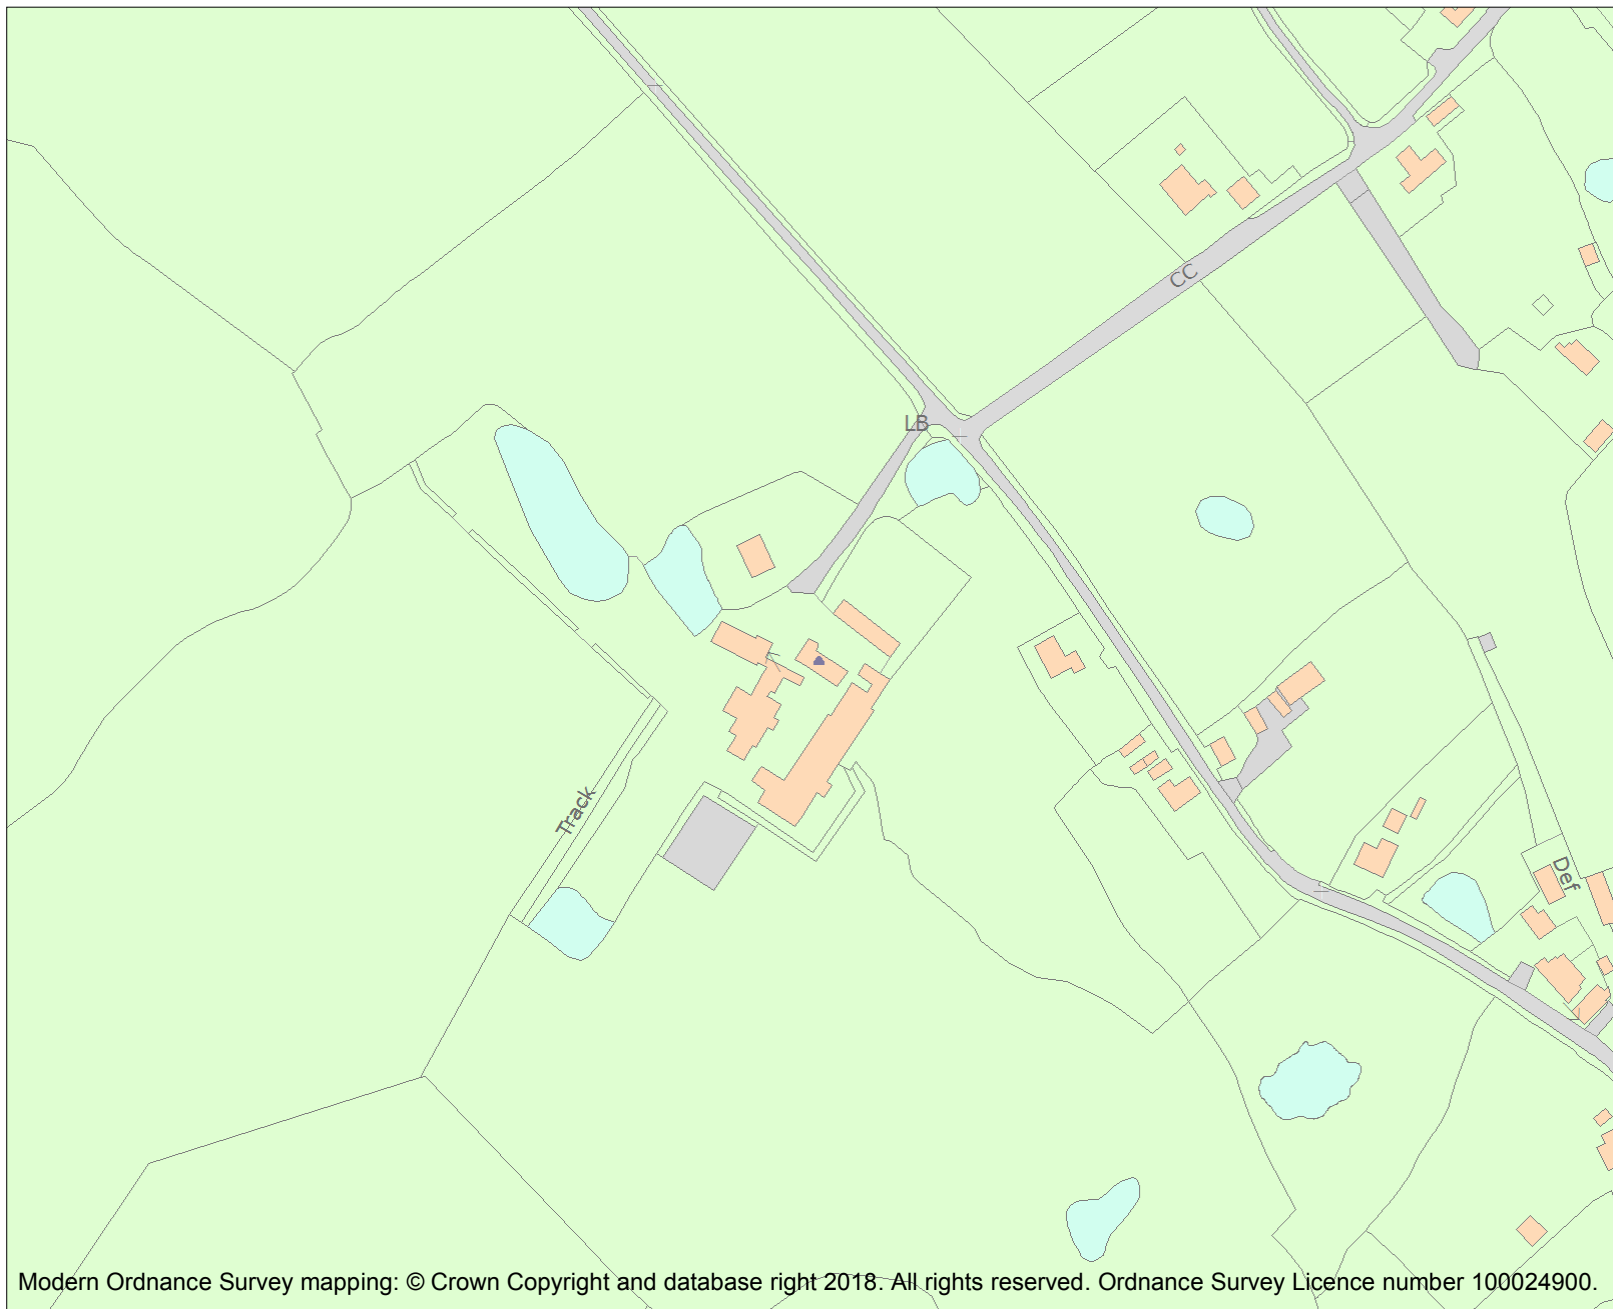 CC
LB
Track
Def
Modern Ordnance Survey mapping: © Crown Copyright and database right 2018. All rights reserved. Ordnance Survey Licence number 100024900.